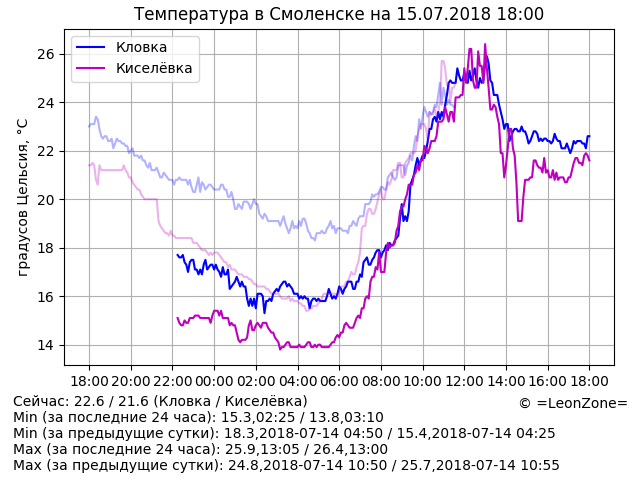 Температура в Смоленске на 15.07.2018 18:00
Кловка
Киселёвка
градусов Цельсия, °C
26
24
22
20
18
16
14
18:00 20:00 22:00 00:00 02:00 04:00 06:00 08:00 10:00 12:00 14:00 16:00 18:00
Сейчас: 22.6 / 21.6 (Кловка / Киселёвка)
© =LeonZone=
Min (за последние 24 часа): 15.3,02:25 / 13.8,03:10
Min (за предыдущие сутки): 18.3,2018-07-14 04:50 / 15.4,2018-07-14 04:25
Max (за последние 24 часа): 25.9,13:05 / 26.4,13:00
Max (за предыдущие сутки): 24.8,2018-07-14 10:50 / 25.7,2018-07-14 10:55